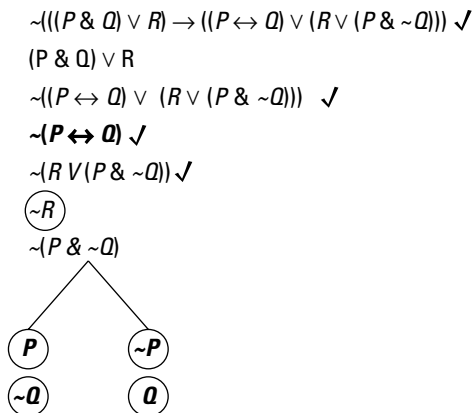 ~(((P & Q) ∨ R) → ((P ↔ Q) ∨ (R ∨ (P & ~Q))) ✓
(P & Q) ∨ R
~((P ↔ Q) ∨ (R ∨ (P & ~Q))) ✓
~(P ↔ Q) ✓
~(R V (P & ~Q)) ✓
~R
~(P & ~Q)
P ~P
~Q Q